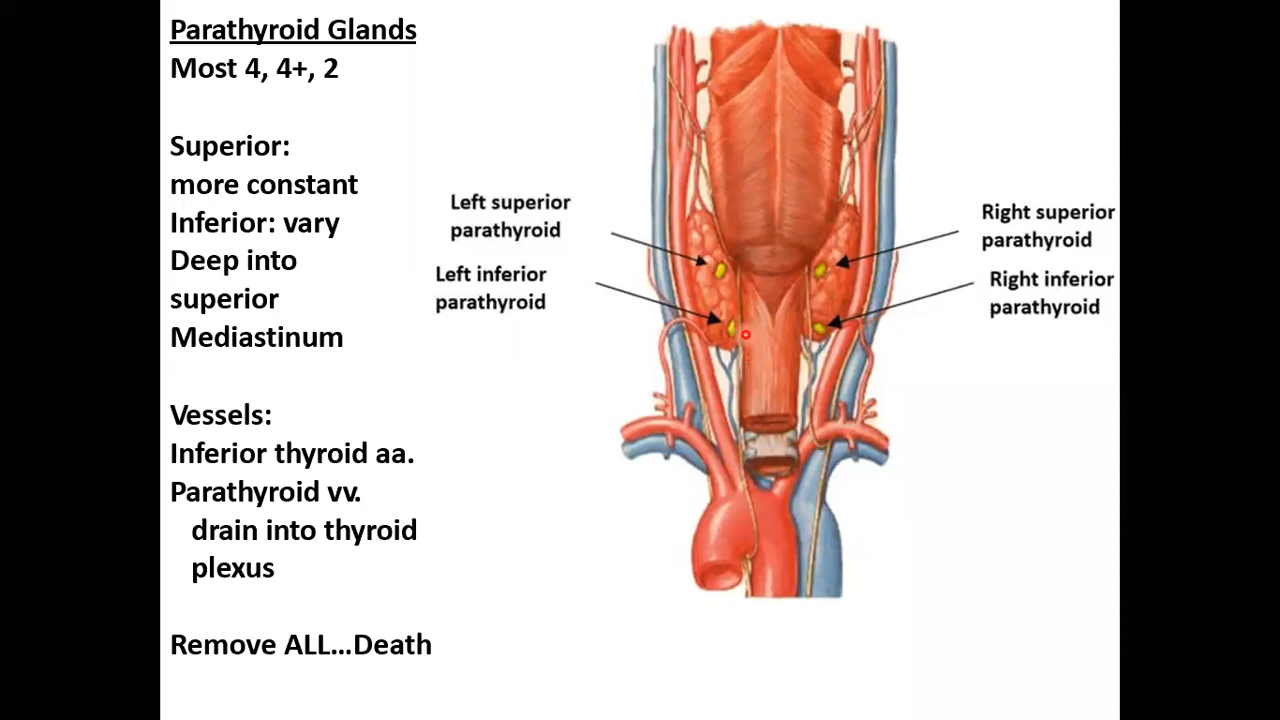 Parathyroid Glands
Most 4, 4+, 2
Superior:
more constant
Inferior: vary
Deep into
superior
Mediastinum
Vessels:
Inferior thyroid aa.
Parathyroid vv.
drain into thyroid
plexus
Remove ALL...Death
Left superior
parathyroid
Left inferior
parathyroid
Right superior
parathyroid
Right inferior
parathyroid